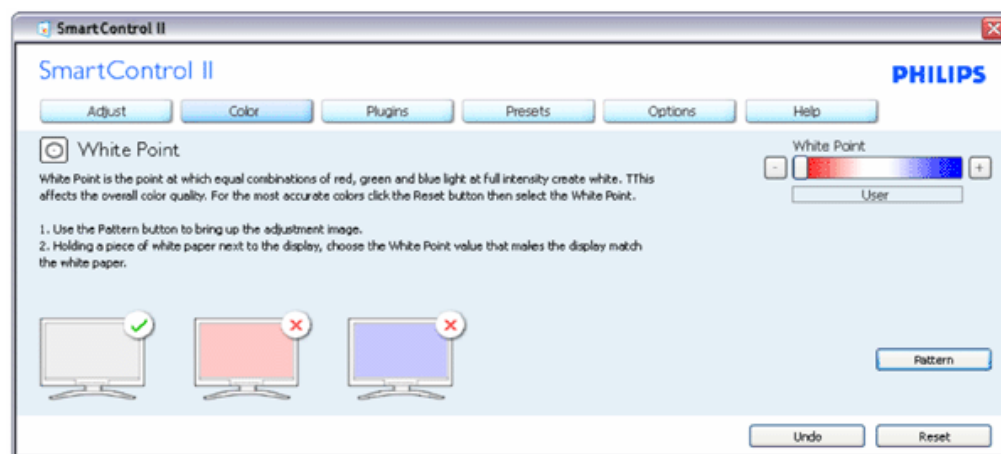 SmartControl II
SmartControl II
PHILIPS
Adjust Color Plugins Presets Options Help
White Point
White Point is the point at which equal combinations of red, green and blue light at full intensity create white. TThis
affects the overall color quality. For the most accurate colors click the Reset button then select the White Point.
1. Use the Pattern button to bring up the adjustment image.
2. Holding a piece of white paper next to the display, choose the White Point value that makes the display match
the white paper.
White Point
- +
User
Pattern
Undo Reset